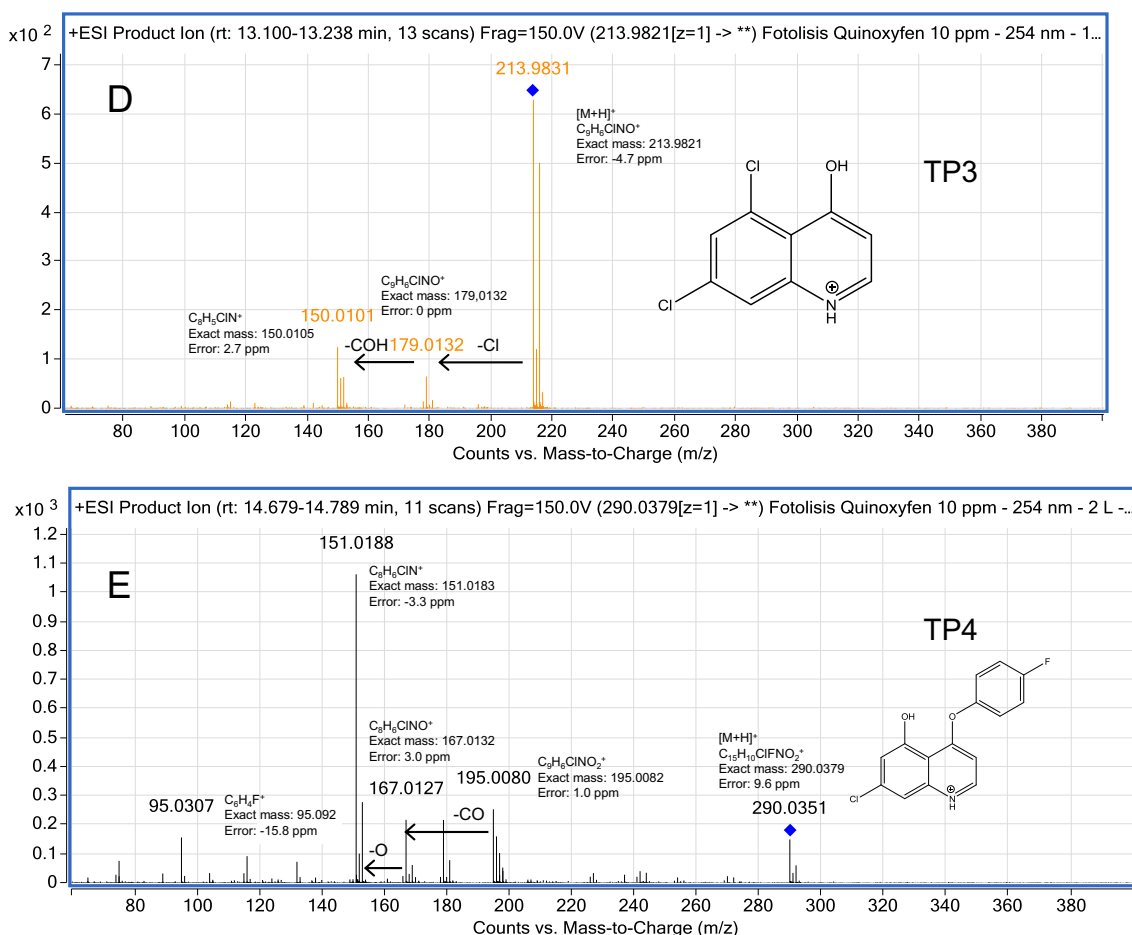 x10 2
+ESI Product Ion (rt: 13.100-13.238 min, 13 scans) Frag=150.0V (213.9821[z=1] -> **) Fotolisis Quinoxyfen 10 ppm - 254 nm - 1...
7
6
5
4
3
2
1
0
D
213.9831
[M+H]+
C₉H₆ClNO⁺
Exact mass: 213.9821
Error: -4.7 ppm
TP3
Cl
OH
Cl
⊕
N
H
C₉H₆ClNO⁺
Exact mass: 179,0132
Error: 0 ppm
C₈H₅ClN⁺
Exact mass: 150.0105
Error: 2.7 ppm
150.0101
-COH
179.0132
-Cl
80 100 120 140 160 180 200 220 240 260 280 300 320 340 360 380
Counts vs. Mass-to-Charge (m/z)
x10 3
+ESI Product Ion (rt: 14.679-14.789 min, 11 scans) Frag=150.0V (290.0379[z=1] -> **) Fotolisis Quinoxyfen 10 ppm - 254 nm - 2 L -...
1.2
1.1
1
0.9
0.8
0.7
0.6
0.5
0.4
0.3
0.2
0.1
0
E
151.0188
C₈H₆ClN⁺
Exact mass: 151.0183
Error: -3.3 ppm
TP4
F
OH
O
Cl
⊕
N
H
C₈H₆ClNO⁺
Exact mass: 167.0132
Error: 3.0 ppm
167.0127
195.0080
C₉H₆ClNO₂⁺
Exact mass: 195.0082
Error: 1.0 ppm
[M+H]⁺
C₁₅H₁₀ClFNO₂⁺
Exact mass: 290.0379
Error: 9.6 ppm
290.0351
95.0307
C₆H₄F⁺
Exact mass: 95.092
Error: -15.8 ppm
-CO
-O
80 100 120 140 160 180 200 220 240 260 280 300 320 340 360 380
Counts vs. Mass-to-Charge (m/z)